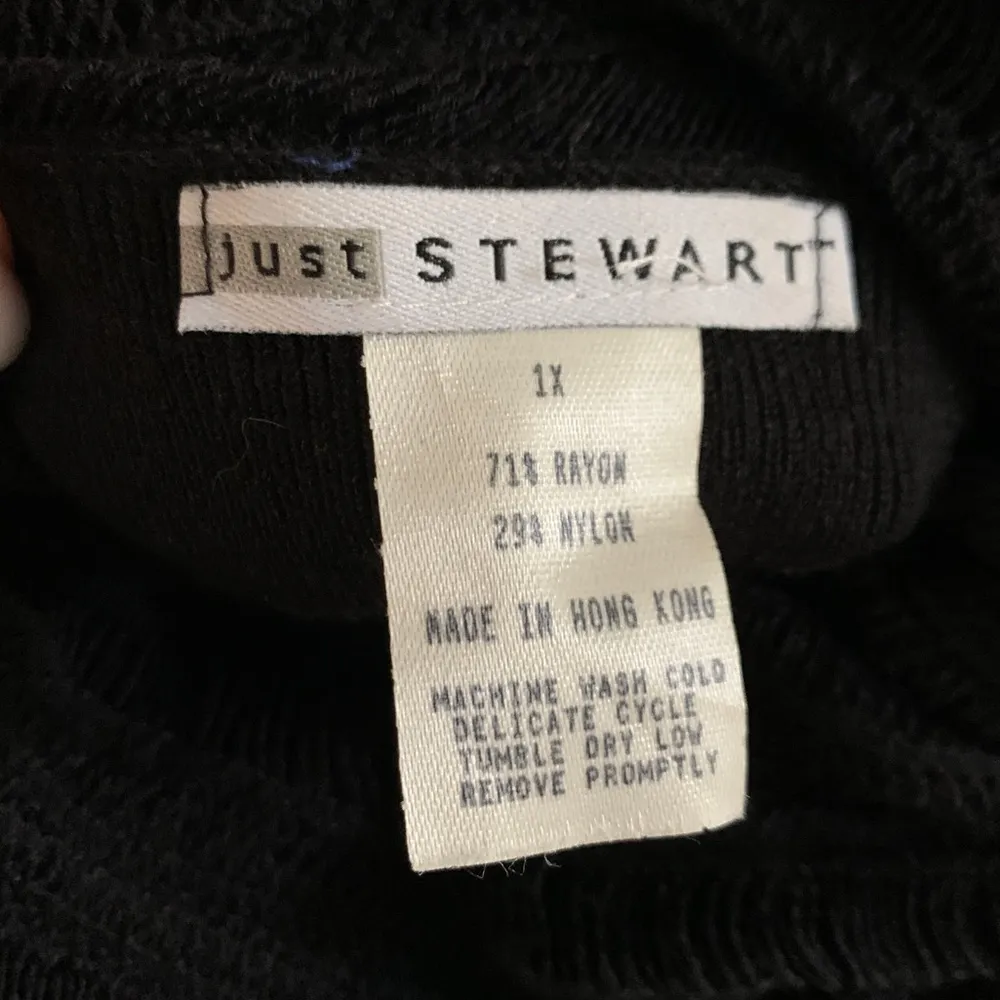 just STEWART
1X
71% RAYON
29% NYLON
MADE IN HONG KONG
MACHINE WASH COLD
DELICATE CYCLE
TUMBLE DRY LOW
REMOVE PROMPTLY